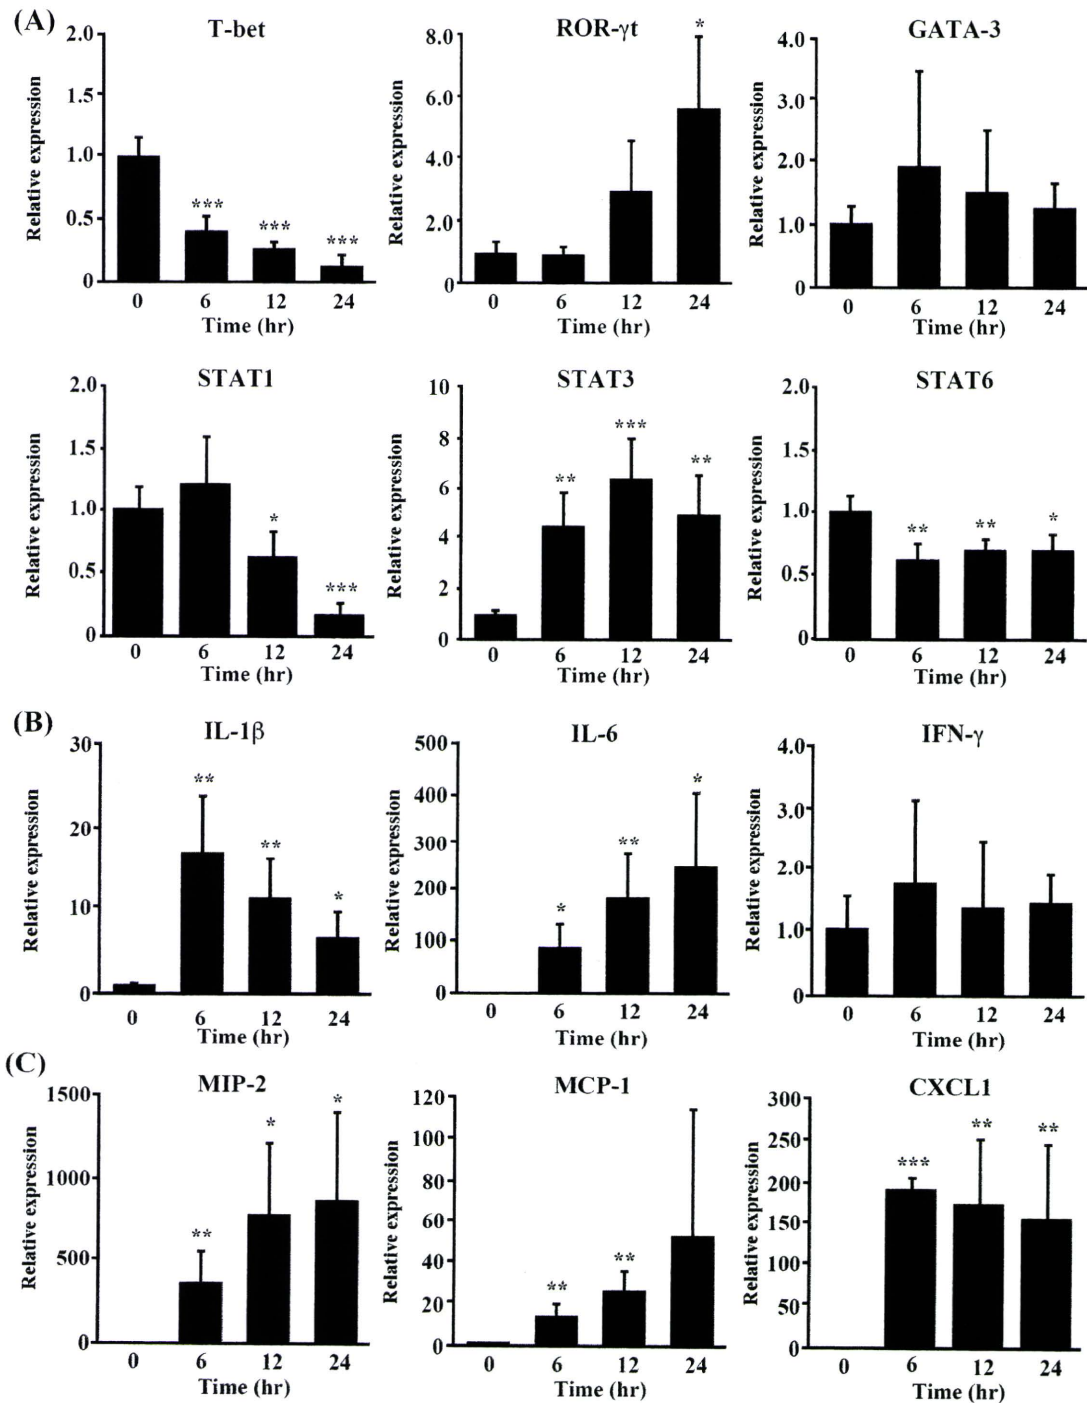 (A)
T-bet
Relative expression
2.0
1.5
1.0
0.5
0
***
***
***
0 6 12 24
Time (hr)
ROR-γt
Relative expression
8.0
6.0
4.0
2.0
0
*
0 6 12 24
Time (hr)
GATA-3
Relative expression
4.0
3.0
2.0
1.0
0
0 6 12 24
Time (hr)
STAT1
Relative expression
2.0
1.5
1.0
0.5
0
*
***
0 6 12 24
Time (hr)
STAT3
Relative expression
10
8
6
4
2
0
**
***
**
0 6 12 24
Time (hr)
STAT6
Relative expression
2.0
1.5
1.0
0.5
0
**
**
*
0 6 12 24
Time (hr)
(B)
IL-1β
Relative expression
30
20
10
0
**
**
*
0 6 12 24
Time (hr)
IL-6
Relative expression
500
400
300
200
100
0
*
**
*
0 6 12 24
Time (hr)
IFN-γ
Relative expression
4.0
3.0
2.0
1.0
0
0 6 12 24
Time (hr)
(C)
MIP-2
Relative expression
1500
1000
500
0
**
*
*
0 6 12 24
Time (hr)
MCP-1
Relative expression
120
100
80
60
40
20
0
**
**
0 6 12 24
Time (hr)
CXCL1
Relative expression
300
250
200
150
100
50
0
***
**
**
0 6 12 24
Time (hr)